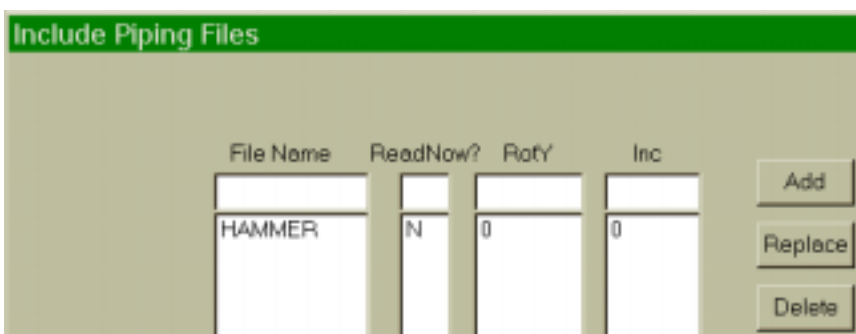 Include Piping Files
File Name ReadNow? RotY Inc
Add
HAMMER N 0 0
Replace
Delete